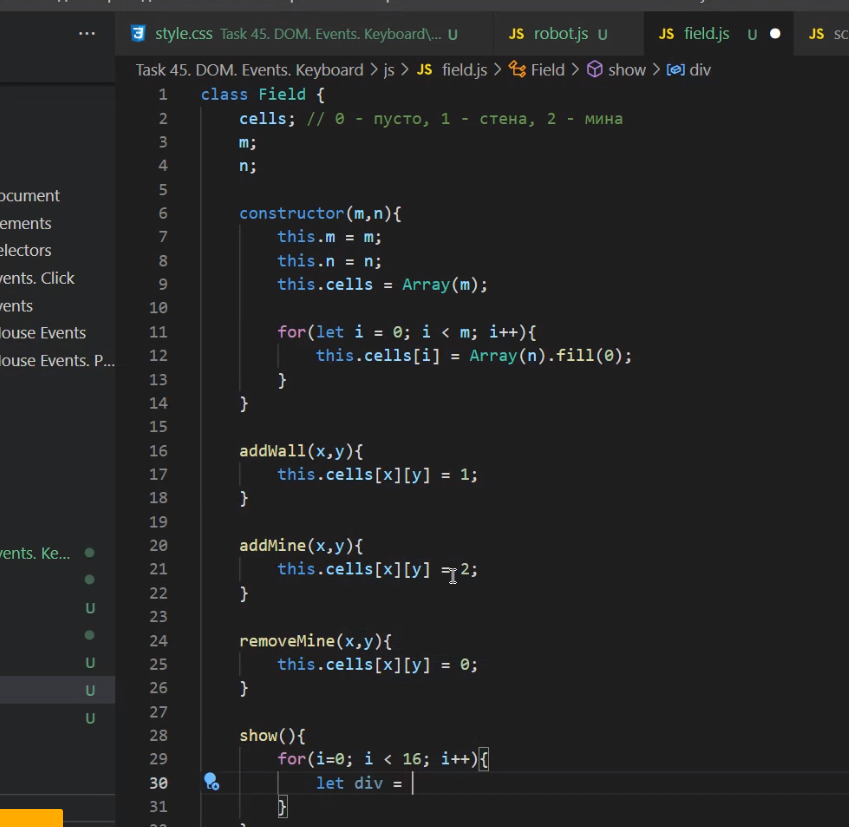 style.css Task 45. DOM. Events. Keyboard\... U JS robot.js U JS field.js U JS sc
Task 45. DOM. Events. Keyboard > js > JS field.js > Field > show > div
ocument
ements
electors
vents. Click
vents
louse Events
louse Events. P...
vents. Ke...
U
U
U
U
1 class Field {
2 cells; // 0 - пусто, 1 - стена, 2 - мина
3 m;
4 n;
5
6 constructor(m,n){
7 this.m = m;
8 this.n = n;
9 this.cells = Array(m);
10
11 for(let i = 0; i < m; i++){
12 this.cells[i] = Array(n).fill(0);
13 }
14 }
15
16 addWall(x,y){
17 this.cells[x][y] = 1;
18 }
19
20 addMine(x,y){
21 this.cells[x][y] = 2;
22 }
23
24 removeMine(x,y){
25 this.cells[x][y] = 0;
26 }
27
28 show(){
29 for(i=0; i < 16; i++){
30 let div =
31 }